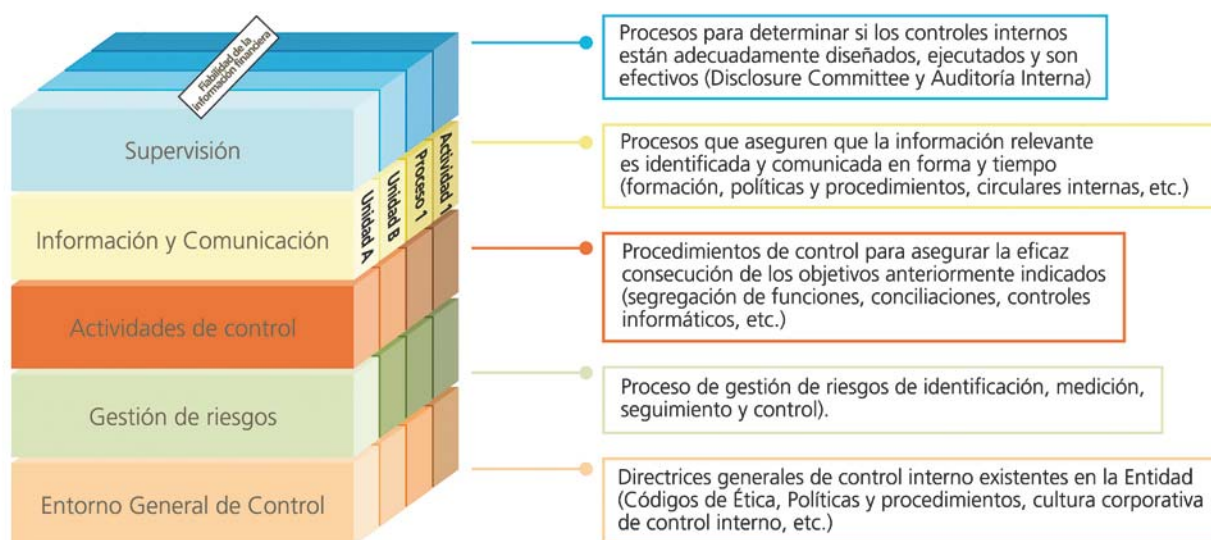 Fiabilidad de la
información financiera
Supervisión
Información y Comunicación
Actividades de control
Gestión de riesgos
Entorno General de Control
Unidad A
Unidad B
Proceso 1
Actividad 1
Procesos para determinar si los controles internos
están adecuadamente diseñados, ejecutados y son
efectivos (Disclosure Committee y Auditoría Interna)
Procesos que aseguren que la información relevante
es identificada y comunicada en forma y tiempo
(formación, políticas y procedimientos, circulares internas, etc.)
Procedimientos de control para asegurar la eficaz
consecución de los objetivos anteriormente indicados
(segregación de funciones, conciliaciones, controles
informáticos, etc.)
Proceso de gestión de riesgos de identificación, medición,
seguimiento y control).
Directrices generales de control interno existentes en la Entidad
(Códigos de Ética, Políticas y procedimientos, cultura corporativa
de control interno, etc.)